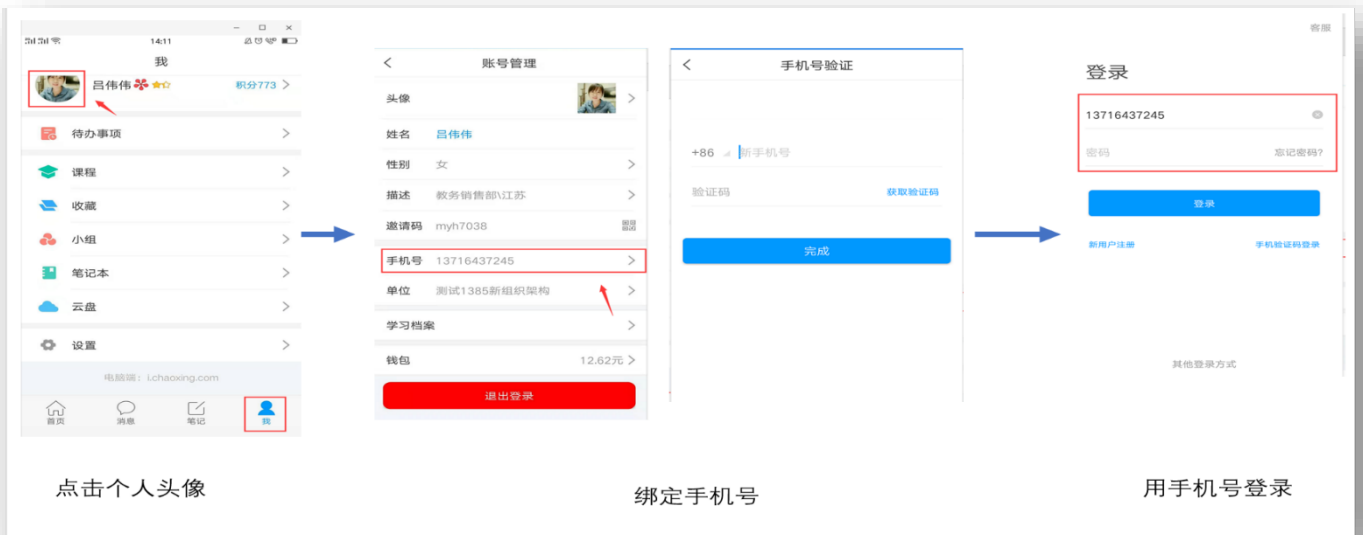 14:11
我
吕伟伟
积分773
待办事项
课程
收藏
小组
笔记本
云盘
设置
电脑端：i.chaoxing.com
首页 消息 笔记 我
点击个人头像
账号管理
头像
姓名 吕伟伟
性别 女
描述 教务销售部\江苏
邀请码 myh7038
手机号 13716437245
单位 测试1385新组织架构
学习档案
钱包 12.62元
退出登录
手机号验证
+86 新手机号
验证码 获取验证码
完成
绑定手机号
客服
登录
13716437245
密码 忘记密码?
登录
新用户注册 手机验证码登录
其他登录方式
用手机号登录